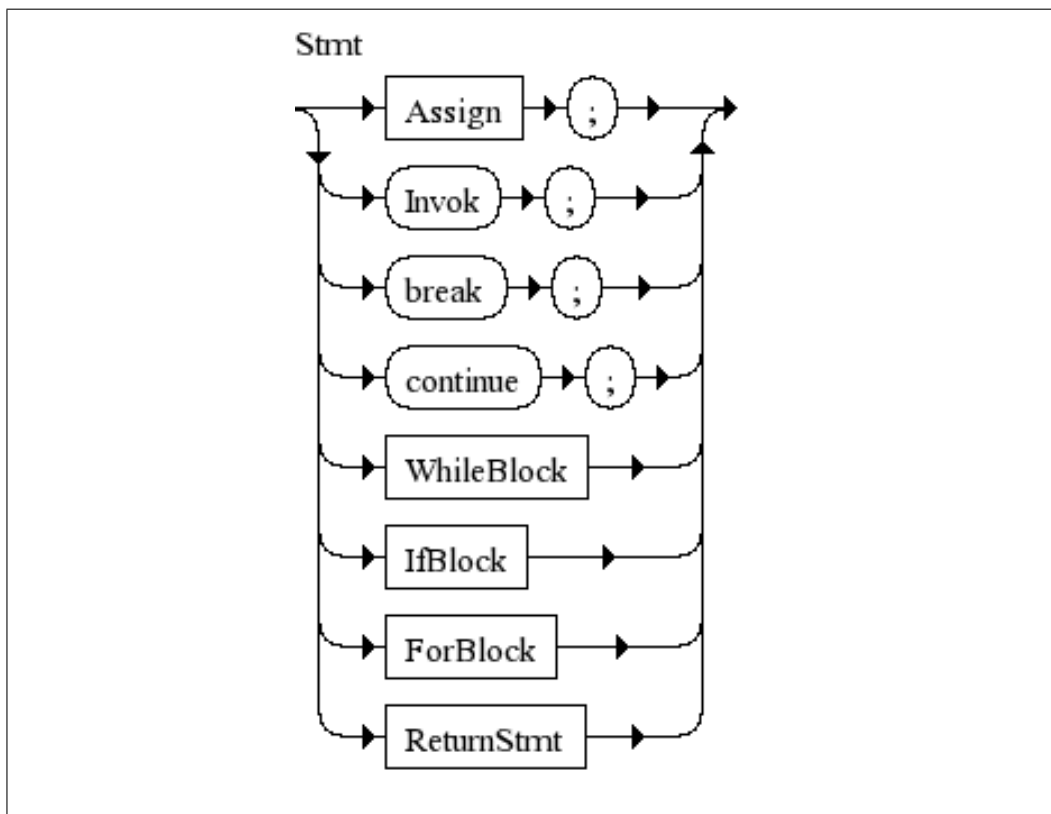 Stmt
Assign ;
Invok ;
break ;
continue ;
WhileBlock
IfBlock
ForBlock
ReturnStmt